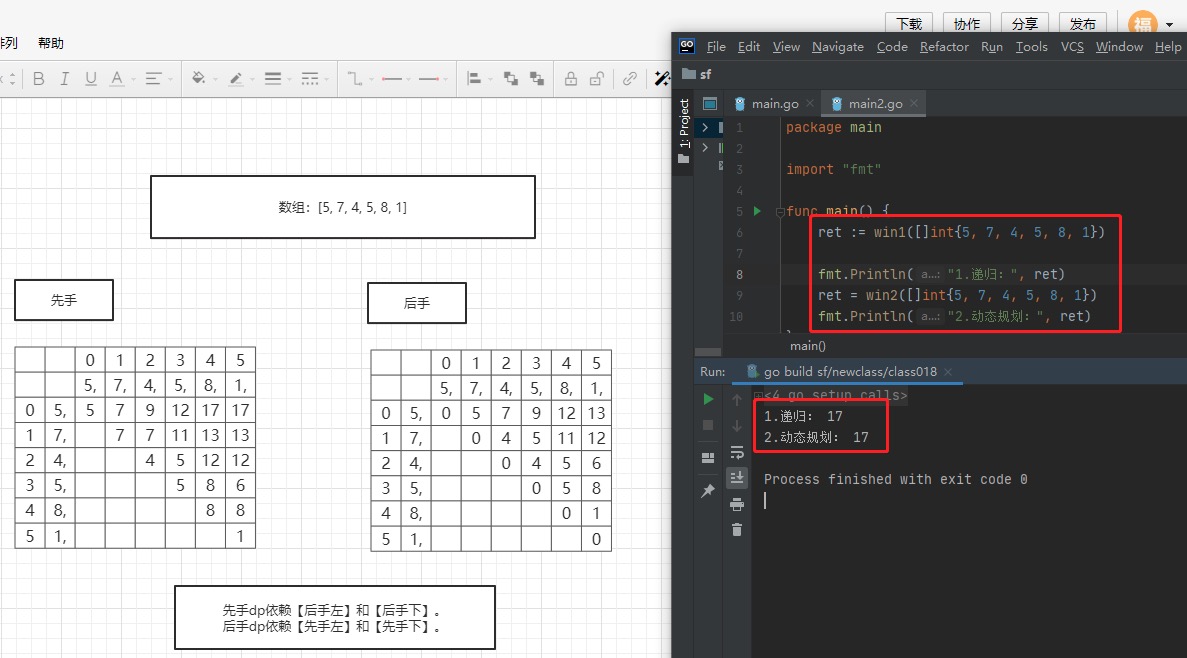 下载 协作 分享 发布 福
排列 帮助
B I U A
数组：[5, 7, 4, 5, 8, 1]
先手
0 1 2 3 4 5
5, 7, 4, 5, 8, 1,
0 5, 5 7 9 12 17 17
1 7, 7 7 11 13 13
2 4, 4 5 12 12
3 5, 5 8 6
4 8, 8 8
5 1, 1
后手
0 1 2 3 4 5
5, 7, 4, 5, 8, 1,
0 5, 0 5 7 9 12 13
1 7, 0 4 5 11 12
2 4, 0 4 5 6
3 5, 0 5 8
4 8, 0 1
5 1, 0
先手dp依赖【后手左】和【后手下】。
后手dp依赖【先手左】和【先手下】。
GO File Edit View Navigate Code Refactor Run Tools VCS Window Help
sf
1: Project
main.go × main2.go ×
1 package main
2
3 import "fmt"
4
5 func main() {
6 ret := win1([]int{5, 7, 4, 5, 8, 1})
7
8 fmt.Println( a...: "1.递归：", ret)
9 ret = win2([]int{5, 7, 4, 5, 8, 1})
10 fmt.Println( a...: "2.动态规划：", ret)
main()
Run: go build sf/newclass/class018 ×
<4 go setup calls>
1.递归： 17
2.动态规划： 17
Process finished with exit code 0